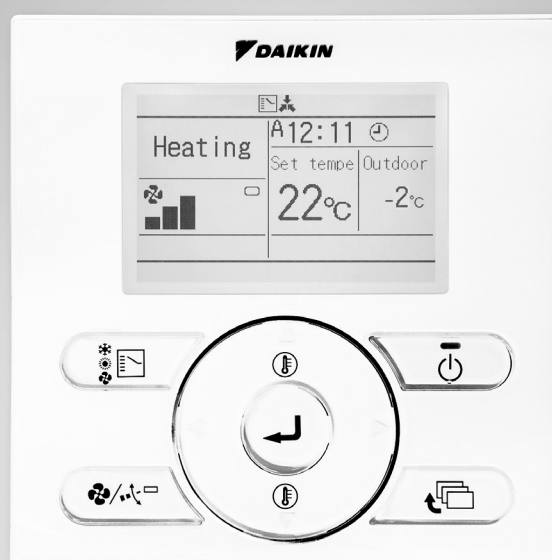 DAIKIN
A12:11
Heating
Set tempe Outdoor
22°C -2°C